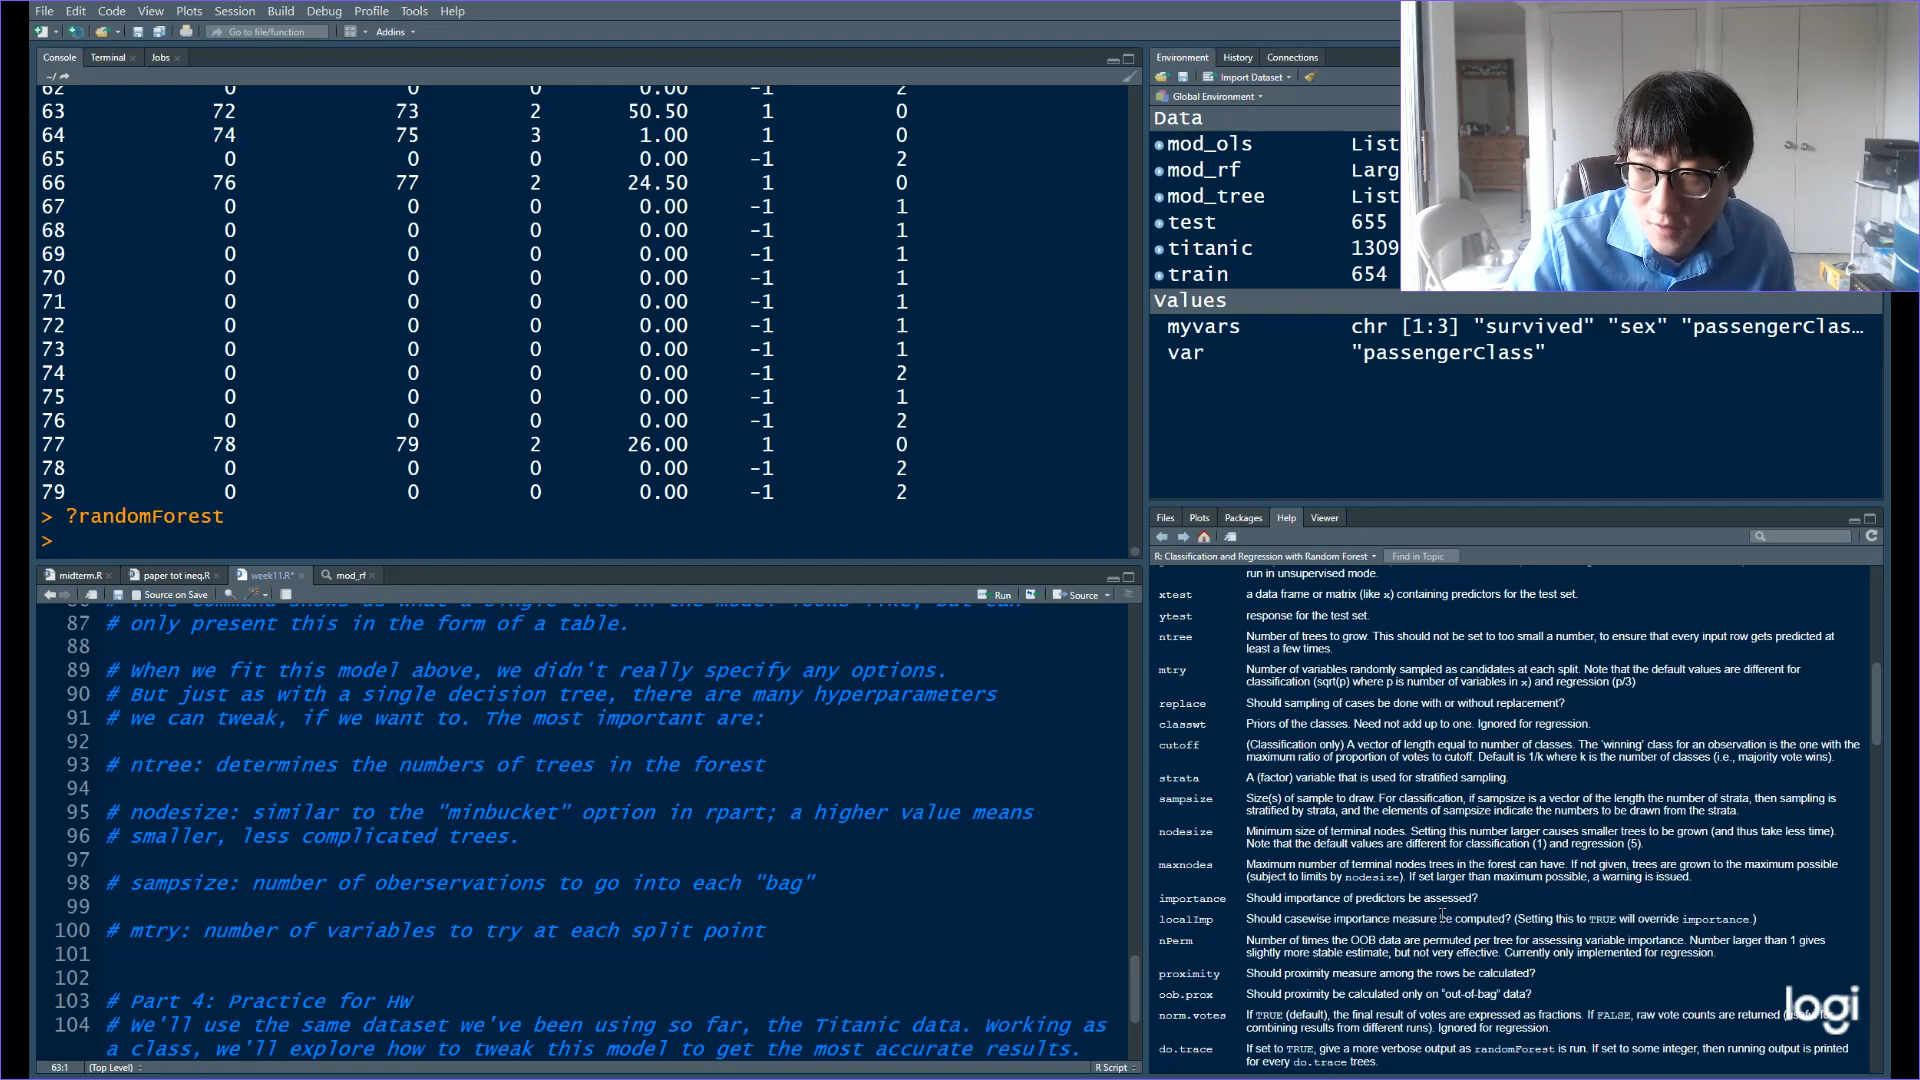 File Edit Code View Plots Session Build Debug Profile Tools Help
Go to file/function Addins
Console Terminal Jobs
~/
62 0 0 0 0.00 -1 2
63 72 73 2 50.50 1 0
64 74 75 3 1.00 1 0
65 0 0 0 0.00 -1 2
66 76 77 2 24.50 1 0
67 0 0 0 0.00 -1 1
68 0 0 0 0.00 -1 1
69 0 0 0 0.00 -1 1
70 0 0 0 0.00 -1 1
71 0 0 0 0.00 -1 1
72 0 0 0 0.00 -1 1
73 0 0 0 0.00 -1 1
74 0 0 0 0.00 -1 2
75 0 0 0 0.00 -1 1
76 0 0 0 0.00 -1 2
77 78 79 2 26.00 1 0
78 0 0 0 0.00 -1 2
79 0 0 0 0.00 -1 2
> ?randomForest
>
midterm.R paper tot ineq.R week11.R* mod_rf
Source on Save Run Source
87 # only present this in the form of a table.
88
89 # When we fit this model above, we didn't really specify any options.
90 # But just as with a single decision tree, there are many hyperparameters
91 # we can tweak, if we want to. The most important are:
92
93 # ntree: determines the numbers of trees in the forest
94
95 # nodesize: similar to the "minbucket" option in rpart; a higher value means
96 # smaller, less complicated trees.
97
98 # sampsize: number of oberservations to go into each "bag"
99
100 # mtry: number of variables to try at each split point
101
102
103 # Part 4: Practice for HW
104 # We'll use the same dataset we've been using so far, the Titanic data. Working as
a class, we'll explore how to tweak this model to get the most accurate results.
63:1 (Top Level) R Script
Environment History Connections
Import Dataset
Global Environment
Data
mod_ols List
mod_rf Larg
mod_tree List
test 655
titanic 1309
train 654
Values
myvars chr [1:3] "survived" "sex" "passengerClas…
var "passengerClass"
Files Plots Packages Help Viewer
R: Classification and Regression with Random Forest Find in Topic
run in unsupervised mode.
xtest a data frame or matrix (like x) containing predictors for the test set.
ytest response for the test set.
ntree Number of trees to grow. This should not be set to too small a number, to ensure that every input row gets predicted at
least a few times.
mtry Number of variables randomly sampled as candidates at each split. Note that the default values are different for
classification (sqrt(p) where p is number of variables in x) and regression (p/3)
replace Should sampling of cases be done with or without replacement?
classwt Priors of the classes. Need not add up to one. Ignored for regression.
cutoff (Classification only) A vector of length equal to number of classes. The 'winning' class for an observation is the one with the
maximum ratio of proportion of votes to cutoff. Default is 1/k where k is the number of classes (i.e., majority vote wins).
strata A (factor) variable that is used for stratified sampling.
sampsize Size(s) of sample to draw. For classification, if sampsize is a vector of the length the number of strata, then sampling is
stratified by strata, and the elements of sampsize indicate the numbers to be drawn from the strata.
nodesize Minimum size of terminal nodes. Setting this number larger causes smaller trees to be grown (and thus take less time).
Note that the default values are different for classification (1) and regression (5).
maxnodes Maximum number of terminal nodes trees in the forest can have. If not given, trees are grown to the maximum possible
(subject to limits by nodesize). If set larger than maximum possible, a warning is issued.
importance Should importance of predictors be assessed?
localImp Should casewise importance measure be computed? (Setting this to TRUE will override importance.)
nPerm Number of times the OOB data are permuted per tree for assessing variable importance. Number larger than 1 gives
slightly more stable estimate, but not very effective. Currently only implemented for regression.
proximity Should proximity measure among the rows be calculated?
oob.prox Should proximity be calculated only on "out-of-bag" data?
norm.votes If TRUE (default), the final result of votes are expressed as fractions. If FALSE, raw vote counts are returned
combining results from different runs). Ignored for regression.
do.trace If set to TRUE, give a more verbose output as randomForest is run. If set to some integer, then running output is printed
for every do.trace trees.
logi